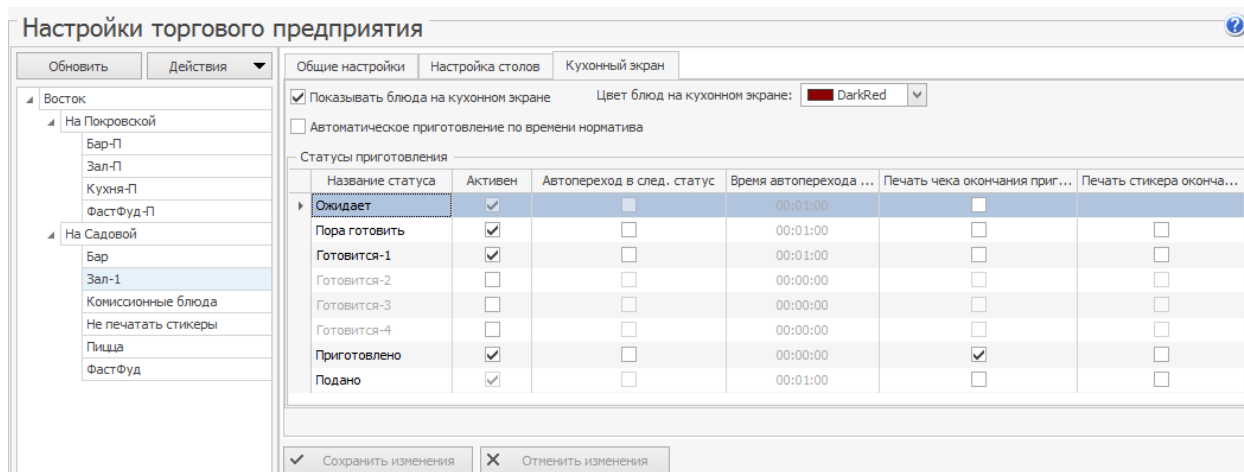 Настройки торгового предприятия
Обновить Действия
Восток
На Покровской
Бар-П
Зал-П
Кухня-П
ФастФуд-П
На Садовой
Бар
Зал-1
Комиссионные блюда
Не печатать стикеры
Пицца
ФастФуд
Общие настройки Настройка столов Кухонный экран
Показывать блюда на кухонном экране Цвет блюд на кухонном экране: DarkRed
Автоматическое приготовление по времени норматива
Статусы приготовления
Название статуса Активен Автопереход в след. статус Время автоперехода ... Печать чека окончания приг... Печать стикера оконча...
Ожидает 00:01:00
Пора готовить 00:01:00
Готовится-1 00:01:00
Готовится-2 00:00:00
Готовится-3 00:00:00
Готовится-4 00:00:00
Приготовлено 00:00:00
Подано 00:01:00
Сохранить изменения Отменить изменения